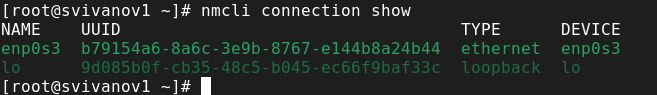 [root@svivanov1 ~]# nmcli connection show
NAME    UUID                                  TYPE      DEVICE
enp0s3  b79154a6-8a6c-3e9b-8767-e144b8a24b44  ethernet  enp0s3
lo      9d085b0f-cb35-48c5-b045-ec66f9baf33c  loopback  lo
[root@svivanov1 ~]#